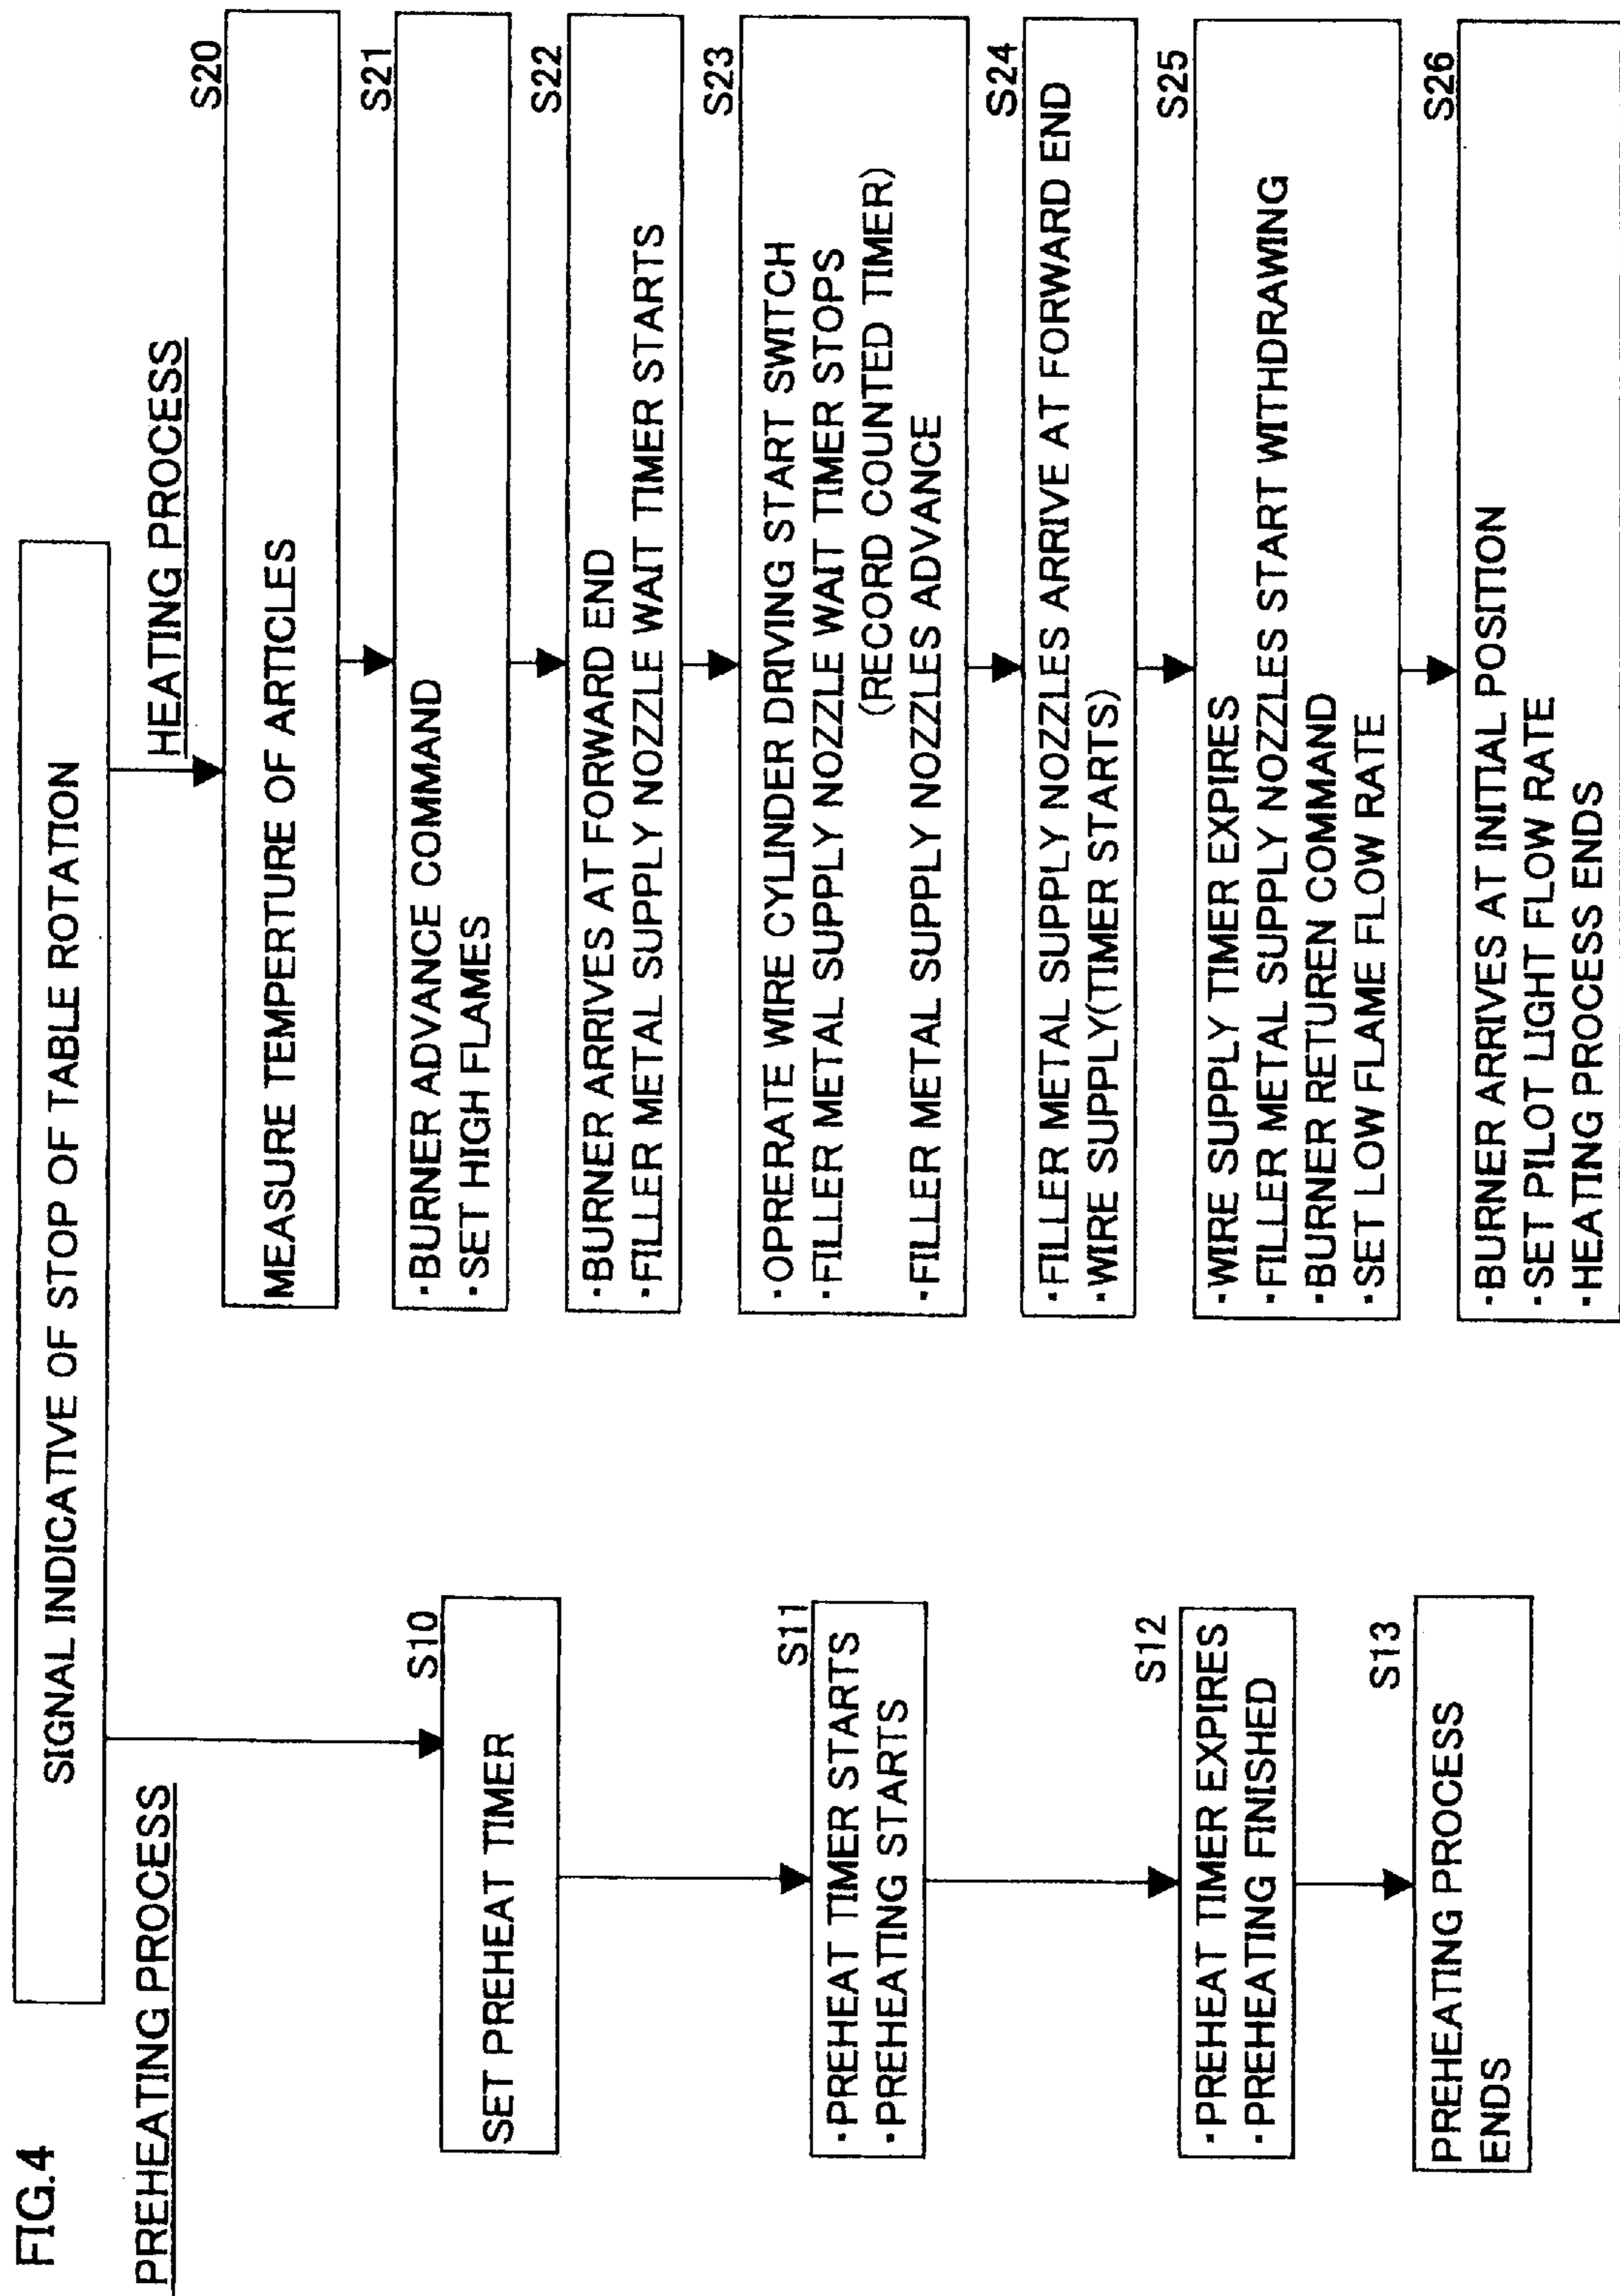 FIG.4
SIGNAL INDICATIVE OF STOP OF TABLE ROTATION
PREHEATING PROCESS
S10
SET PREHEAT TIMER
S11
·PREHEAT TIMER STARTS
·PREHEATING STARTS
S12
·PREHEAT TIMER EXPIRES
·PREHEATING FINISHED
S13
PREHEATING PROCESS
ENDS
HEATING PROCESS
S20
MEASURE TEMPERTURE OF ARTICLES
S21
·BURNER ADVANCE COMMAND
·SET HIGH FLAMES
S22
·BURNER ARRIVES AT FORWARD END
·FILLER METAL SUPPLY NOZZLE WAIT TIMER STARTS
S23
·OPRERATE WIRE CYLINDER DRIVING START SWITCH
·FILLER METAL SUPPLY NOZZLE WAIT TIMER STOPS
(RECORD COUNTED TIMER)
·FILLER METAL SUPPLY NOZZLES ADVANCE
S24
·FILLER METAL SUPPLY NOZZLES ARRIVE AT FORWARD END
·WIRE SUPPLY(TIMER STARTS)
S25
·WIRE SUPPLY TIMER EXPIRES
·FILLER METAL SUPPLY NOZZLES START WITHDRAWING
·BURNER RETUREN COMMAND
·SET LOW FLAME FLOW RATE
S26
·BURNER ARRIVES AT INITIAL POSITION
·SET PILOT LIGHT FLOW RATE
·HEATING PROCESS ENDS